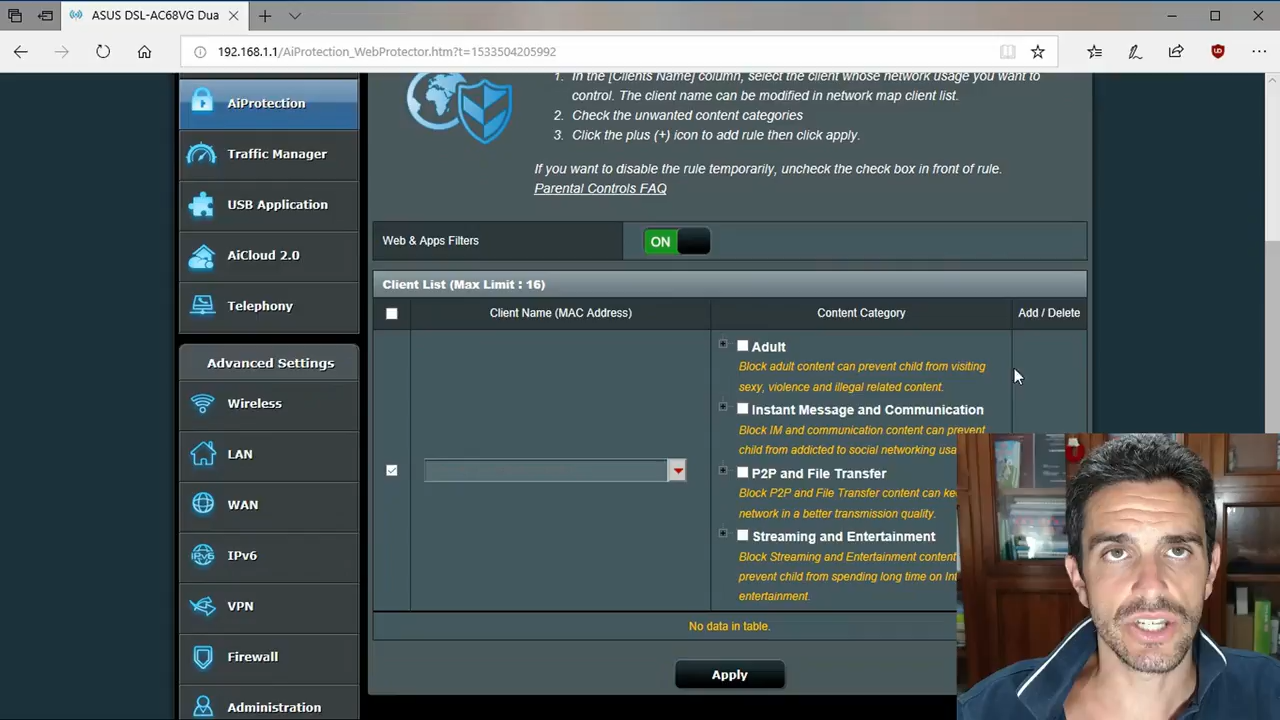 ASUS DSL-AC68VG Dua
192.168.1.1/AiProtection_WebProtector.htm?t=1533504205992
AiProtection
Traffic Manager
USB Application
AiCloud 2.0
Telephony
Advanced Settings
Wireless
LAN
WAN
IPv6
VPN
Firewall
Administration
1. In the [Clients Name] column, select the client whose network usage you want to
control. The client name can be modified in network map client list.
2. Check the unwanted content categories
3. Click the plus (+) icon to add rule then click apply.
If you want to disable the rule temporarily, uncheck the check box in front of rule.
Parental Controls FAQ
Web & Apps Filters
ON
Client List (Max Limit : 16)
Client Name (MAC Address) Content Category Add / Delete
Adult
Block adult content can prevent child from visiting
sexy, violence and illegal related content.
Instant Message and Communication
Block IM and communication content can prevent
child from addicted to social networking usa
P2P and File Transfer
Block P2P and File Transfer content can ke
network in a better transmission quality.
Streaming and Entertainment
Block Streaming and Entertainment content
prevent child from spending long time on Int
entertainment.
No data in table.
Apply